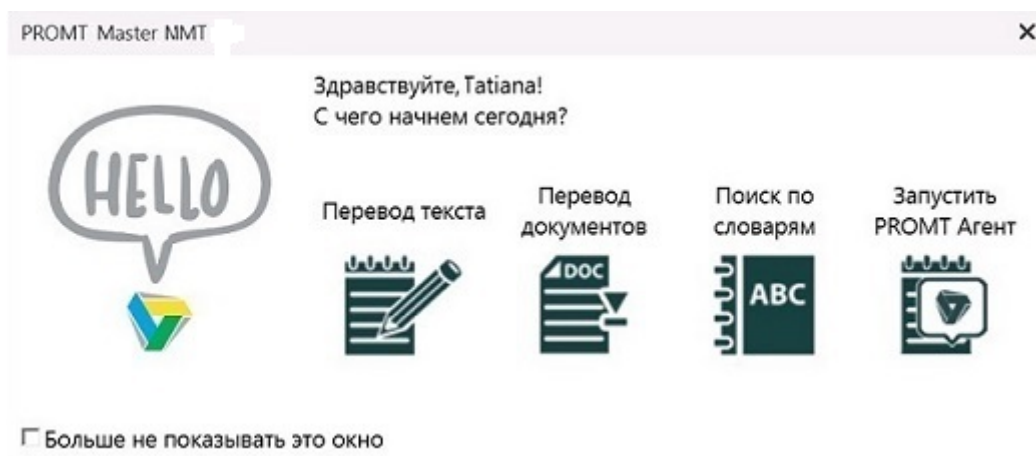 PROMT Master NMT
Здравствуйте, Tatiana!
С чего начнем сегодня?
HELLO
Перевод текста
Перевод
документов
Поиск по
словарям
Запустить
PROMT Агент
DOC
ABC
Больше не показывать это окно